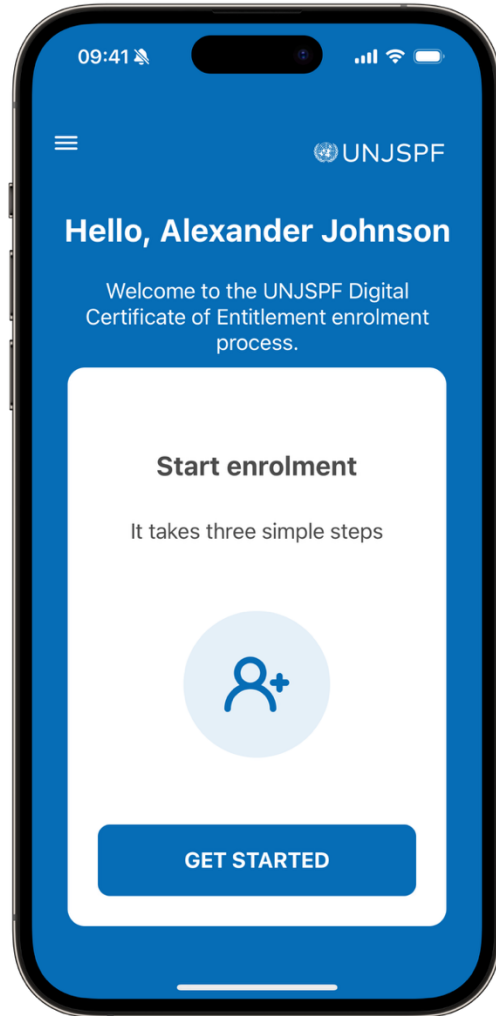 09:41
UNJSPF
Hello, Alexander Johnson
Welcome to the UNJSPF Digital
Certificate of Entitlement enrolment
process.
Start enrolment
It takes three simple steps
GET STARTED